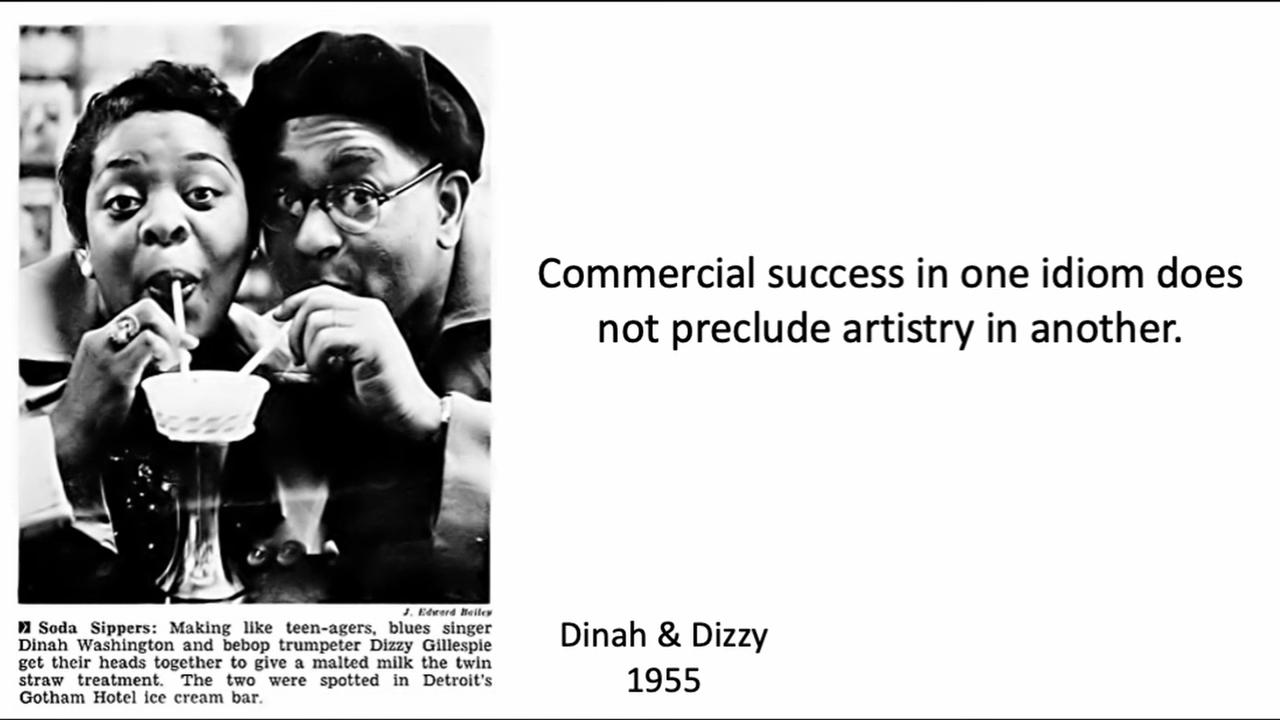 J. Edward Bailey
Soda Sippers: Making like teen-agers, blues singer
Dinah Washington and bebop trumpeter Dizzy Gillespie
get their heads together to give a malted milk the twin
straw treatment. The two were spotted in Detroit's
Gotham Hotel ice cream bar.
Commercial success in one idiom does
not preclude artistry in another.
Dinah & Dizzy
1955